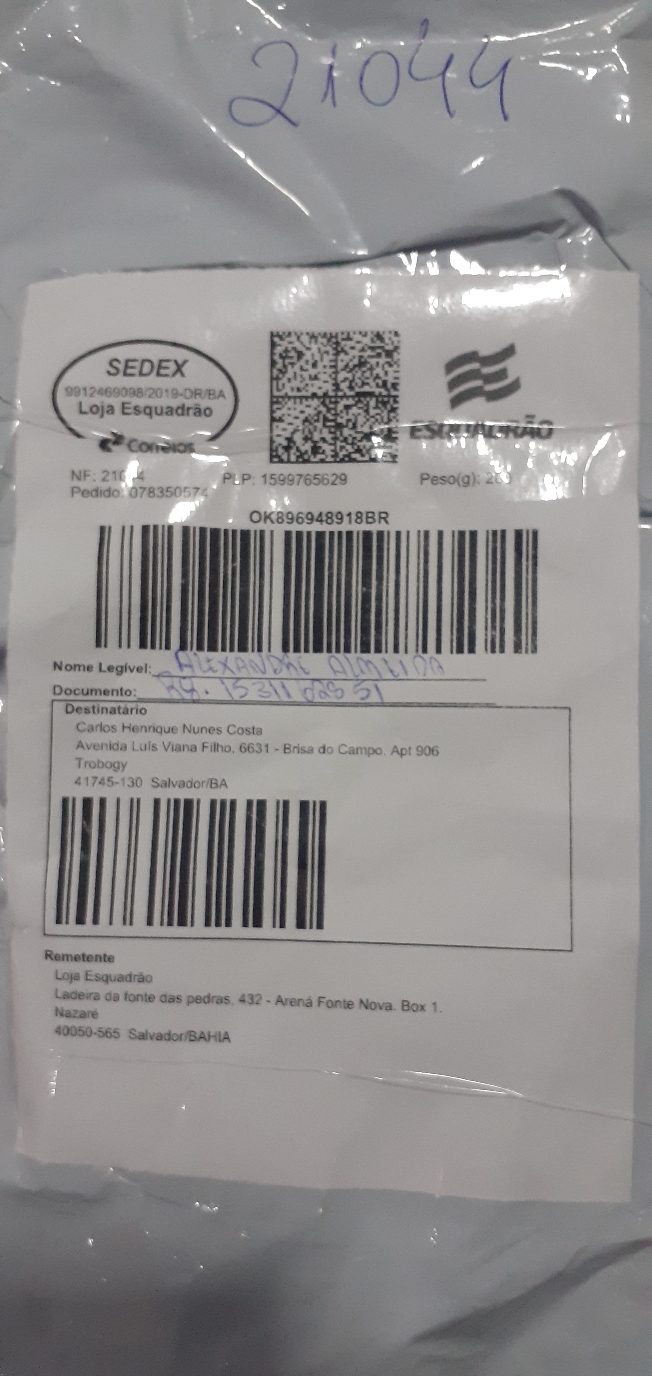 21044
SEDEX
9912469098/2019-DR/BA
Loja Esquadrão
Correios
ESQUADRÃO
NF: PLP: 1599765629 Peso(g):
Pedido: 078350574
OK896948918BR
Nome Legível: ALEXANDRE ALMEIDA
Documento: RG.
Destinatário
Carlos Henrique Nunes Costa
Avenida Luís Viana Filho, 6631 - Brisa do Campo. Apt 906
Trobogy
41745-130 Salvador/BA
Remetente
Loja Esquadrão
Ladeira da fonte das pedras, 432 - Arená Fonte Nova. Box 1.
Nazaré
40050-565 Salvador/BAHIA